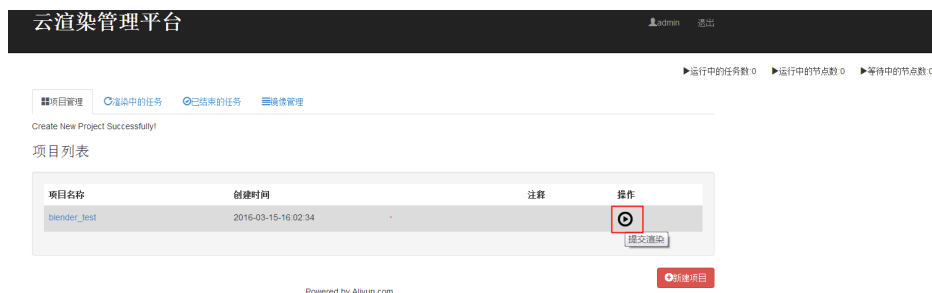 云渲染管理平台
admin 退出
▶运行中的任务数:0 ▶运行中的节点数:0 ▶等待中的节点数:0
项目管理 渲染中的任务 已结束的任务 镜像管理
Create New Project Successfully!
项目列表
项目名称 创建时间 注释 操作
blender_test 2016-03-15-16:02:34
提交渲染
新建项目
Powered by Aliyun.com